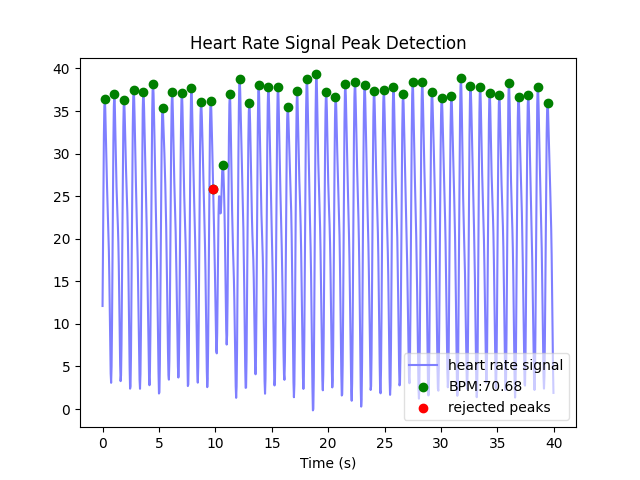 Heart Rate Signal Peak Detection
40
35
30
25
20
15
10
5
0
heart rate signal
BPM:70.68
rejected peaks
0 5 10 15 20 25 30 35 40
Time (s)